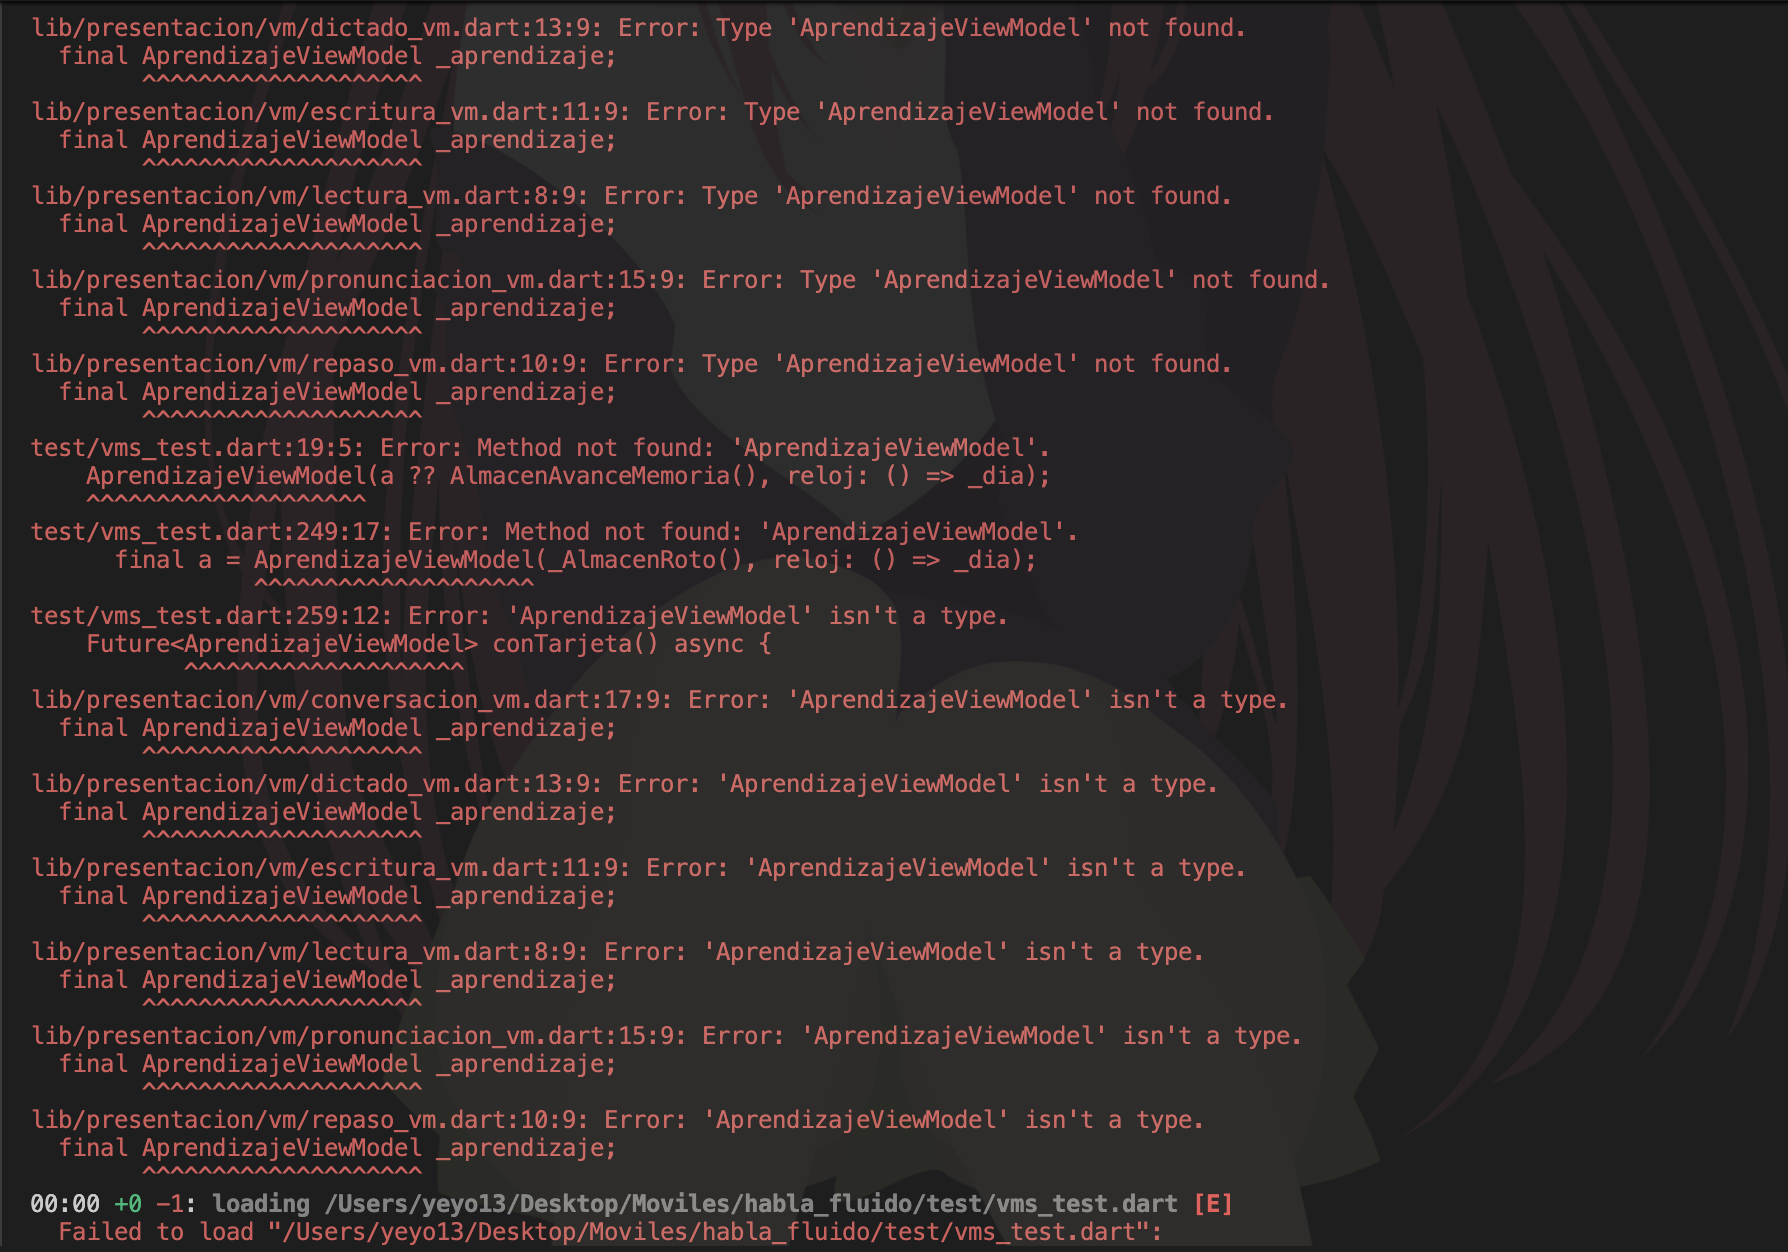 lib/presentacion/vm/dictado_vm.dart:13:9: Error: Type 'AprendizajeViewModel' not found.
  final AprendizajeViewModel _aprendizaje;
        ^^^^^^^^^^^^^^^^^^^^
lib/presentacion/vm/escritura_vm.dart:11:9: Error: Type 'AprendizajeViewModel' not found.
  final AprendizajeViewModel _aprendizaje;
        ^^^^^^^^^^^^^^^^^^^^
lib/presentacion/vm/lectura_vm.dart:8:9: Error: Type 'AprendizajeViewModel' not found.
  final AprendizajeViewModel _aprendizaje;
        ^^^^^^^^^^^^^^^^^^^^
lib/presentacion/vm/pronunciacion_vm.dart:15:9: Error: Type 'AprendizajeViewModel' not found.
  final AprendizajeViewModel _aprendizaje;
        ^^^^^^^^^^^^^^^^^^^^
lib/presentacion/vm/repaso_vm.dart:10:9: Error: Type 'AprendizajeViewModel' not found.
  final AprendizajeViewModel _aprendizaje;
        ^^^^^^^^^^^^^^^^^^^^
test/vms_test.dart:19:5: Error: Method not found: 'AprendizajeViewModel'.
    AprendizajeViewModel(a ?? AlmacenAvanceMemoria(), reloj: () => _dia);
    ^^^^^^^^^^^^^^^^^^^^
test/vms_test.dart:249:17: Error: Method not found: 'AprendizajeViewModel'.
      final a = AprendizajeViewModel(_AlmacenRoto(), reloj: () => _dia);
                ^^^^^^^^^^^^^^^^^^^^
test/vms_test.dart:259:12: Error: 'AprendizajeViewModel' isn't a type.
    Future<AprendizajeViewModel> conTarjeta() async {
           ^^^^^^^^^^^^^^^^^^^^
lib/presentacion/vm/conversacion_vm.dart:17:9: Error: 'AprendizajeViewModel' isn't a type.
  final AprendizajeViewModel _aprendizaje;
        ^^^^^^^^^^^^^^^^^^^^
lib/presentacion/vm/dictado_vm.dart:13:9: Error: 'AprendizajeViewModel' isn't a type.
  final AprendizajeViewModel _aprendizaje;
        ^^^^^^^^^^^^^^^^^^^^
lib/presentacion/vm/escritura_vm.dart:11:9: Error: 'AprendizajeViewModel' isn't a type.
  final AprendizajeViewModel _aprendizaje;
        ^^^^^^^^^^^^^^^^^^^^
lib/presentacion/vm/lectura_vm.dart:8:9: Error: 'AprendizajeViewModel' isn't a type.
  final AprendizajeViewModel _aprendizaje;
        ^^^^^^^^^^^^^^^^^^^^
lib/presentacion/vm/pronunciacion_vm.dart:15:9: Error: 'AprendizajeViewModel' isn't a type.
  final AprendizajeViewModel _aprendizaje;
        ^^^^^^^^^^^^^^^^^^^^
lib/presentacion/vm/repaso_vm.dart:10:9: Error: 'AprendizajeViewModel' isn't a type.
  final AprendizajeViewModel _aprendizaje;
        ^^^^^^^^^^^^^^^^^^^^
00:00 +0 -1: loading /Users/yeyo13/Desktop/Moviles/habla_fluido/test/vms_test.dart [E]
  Failed to load "/Users/yeyo13/Desktop/Moviles/habla_fluido/test/vms_test.dart":